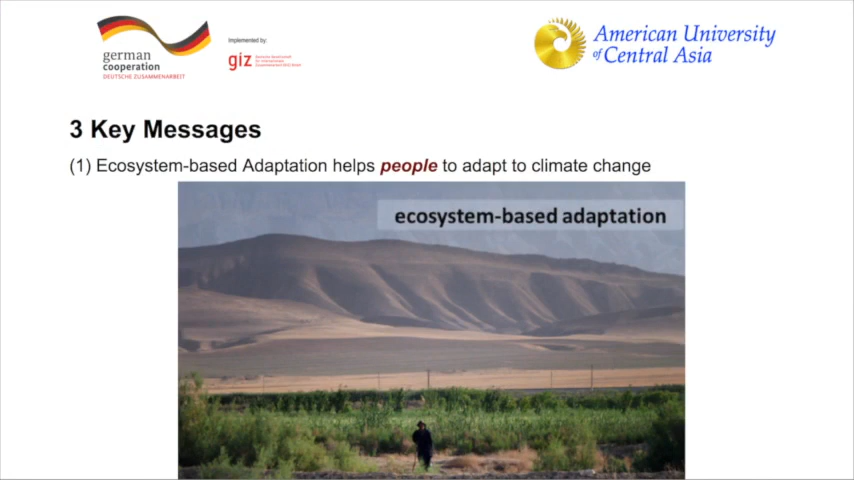 german
cooperation
DEUTSCHE ZUSAMMENARBEIT
Implemented by:
giz
American University
of Central Asia
3 Key Messages
(1) Ecosystem-based Adaptation helps people to adapt to climate change
ecosystem-based adaptation